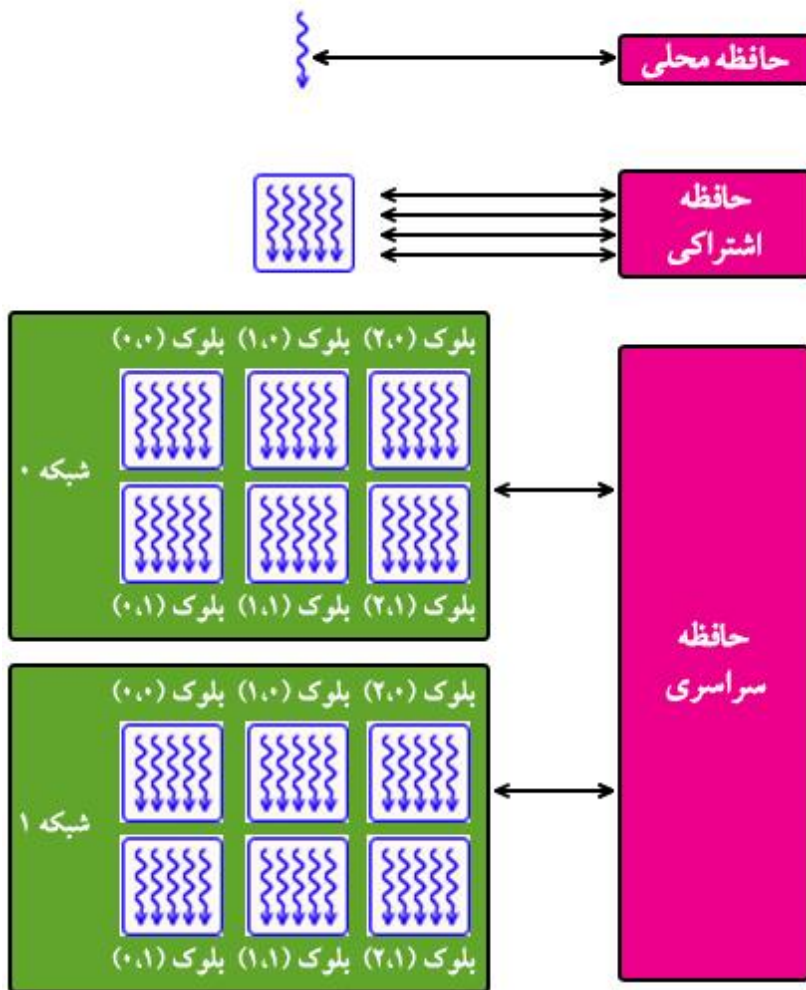 حافظه محلی
حافظه
اشتراکی
بلوک (۰،۰) بلوک (۱،۰) بلوک (۲،۰)
شبکه ۰
بلوک (۰،۱) بلوک (۱،۱) بلوک (۲،۱)
حافظه
سراسری
بلوک (۰،۰) بلوک (۱،۰) بلوک (۲،۰)
شبکه ۱
بلوک (۰،۱) بلوک (۱،۱) بلوک (۲،۱)